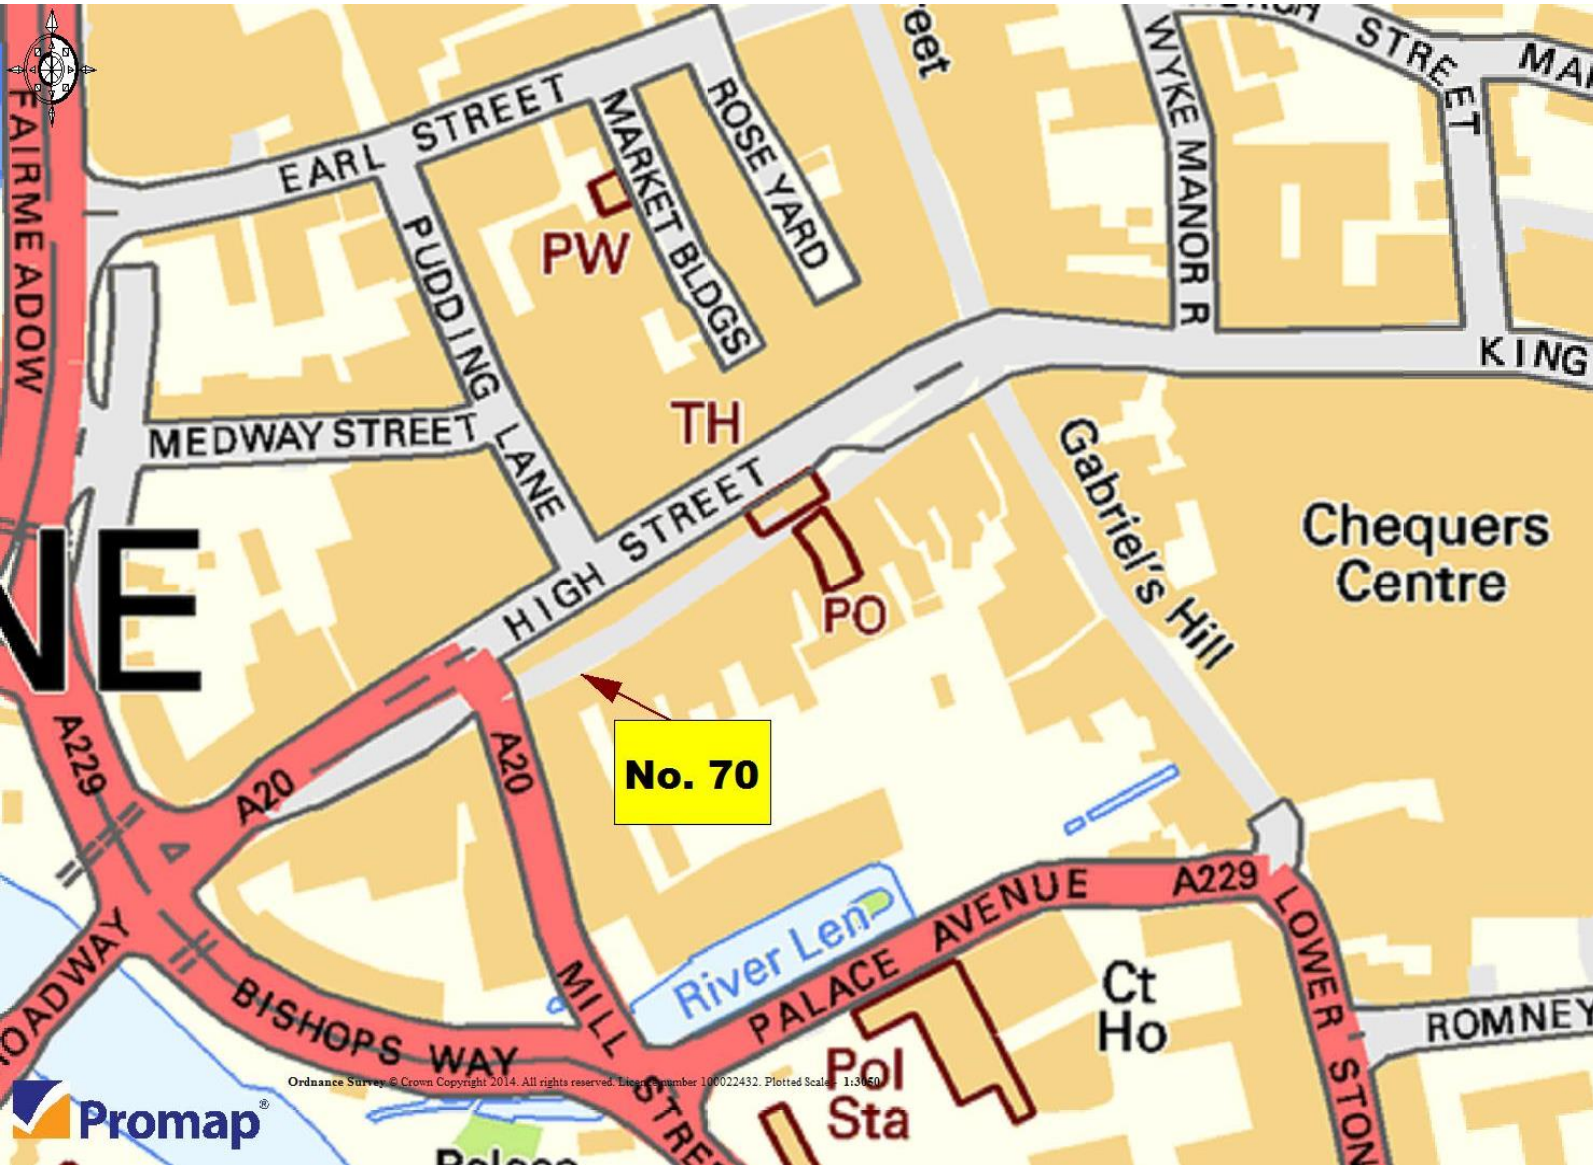 STREET
WYKE MANOR R
FAIRMEADOW
EARL STREET
MARKET BLDGS
ROSE YARD
PW
PUDDING LANE
KING
MEDWAY STREET
TH
HIGH STREET
Gabriel's Hill
Chequers
Centre
PO
NE
A229
A20
A20
No. 70
River Len
PALACE AVENUE
A229
LOWER STON
Ct
Ho
ROMNEY
OADWAY
BISHOPS WAY
MILL STREE
Pol
Sta
Ordnance Survey © Crown Copyright 2014. All rights reserved. Licence number 100022432. Plotted Scale - 1:3050
Promap®